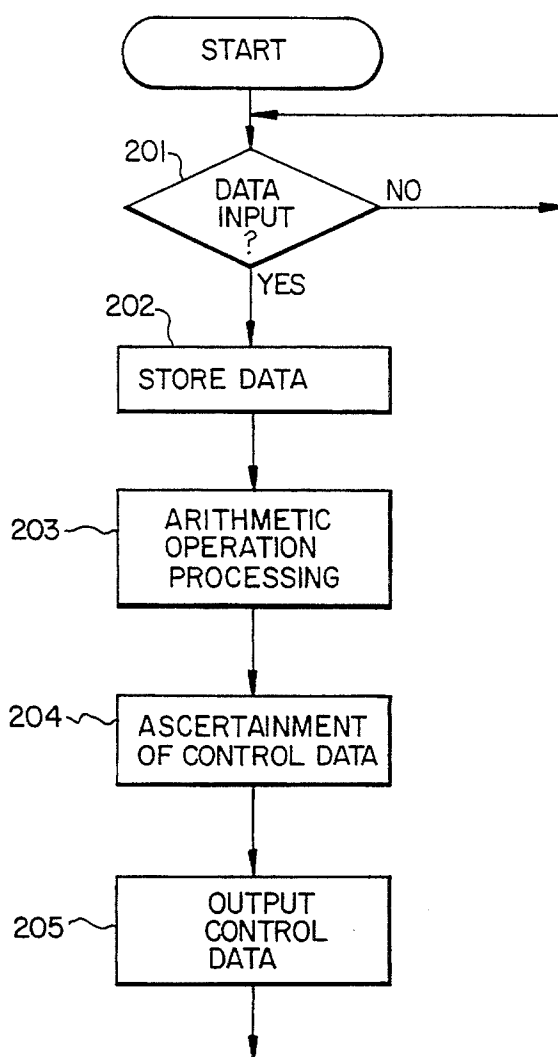 START
201
DATA
INPUT
?
NO
YES
202
STORE DATA
203
ARITHMETIC
OPERATION
PROCESSING
204
ASCERTAINMENT
OF CONTROL DATA
205
OUTPUT
CONTROL
DATA